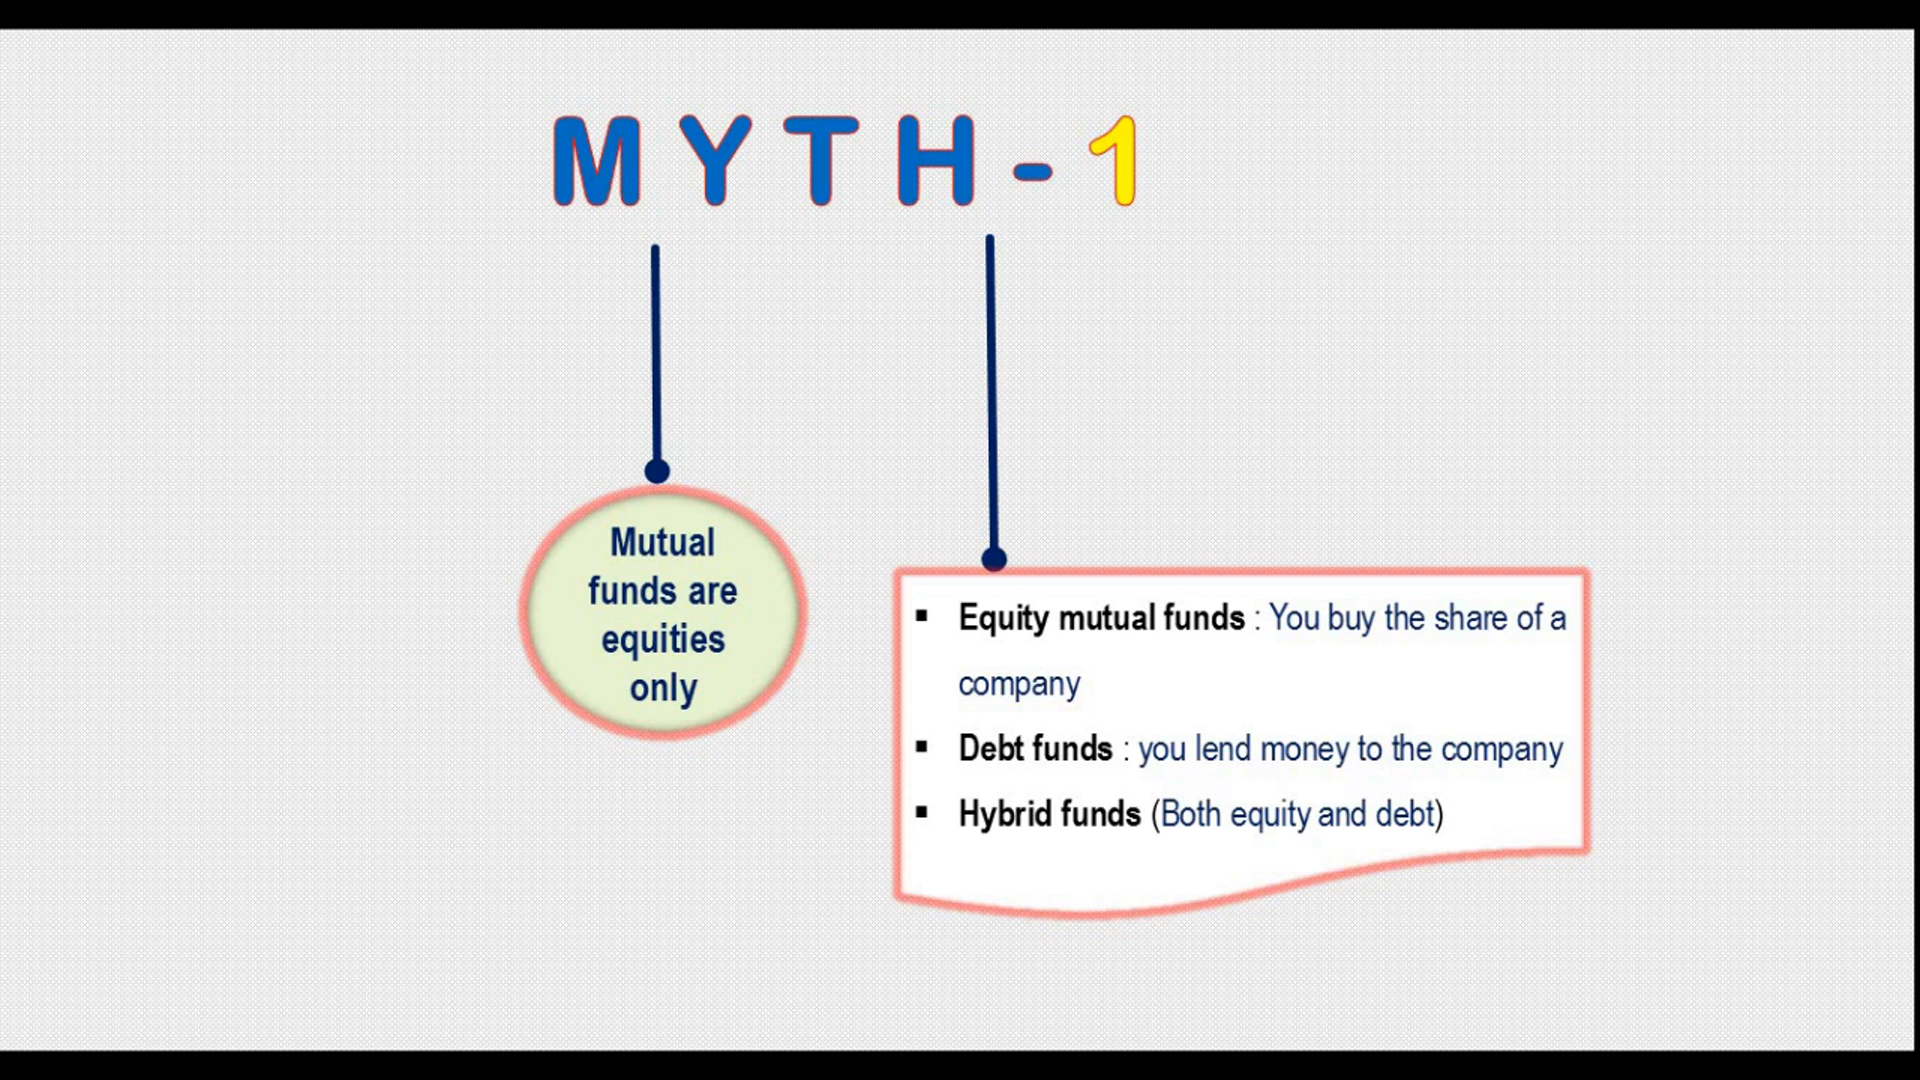 MYTH-1
Mutual
funds are
equities
only
▪ Equity mutual funds : You buy the share of a
company
▪ Debt funds : you lend money to the company
▪ Hybrid funds (Both equity and debt)